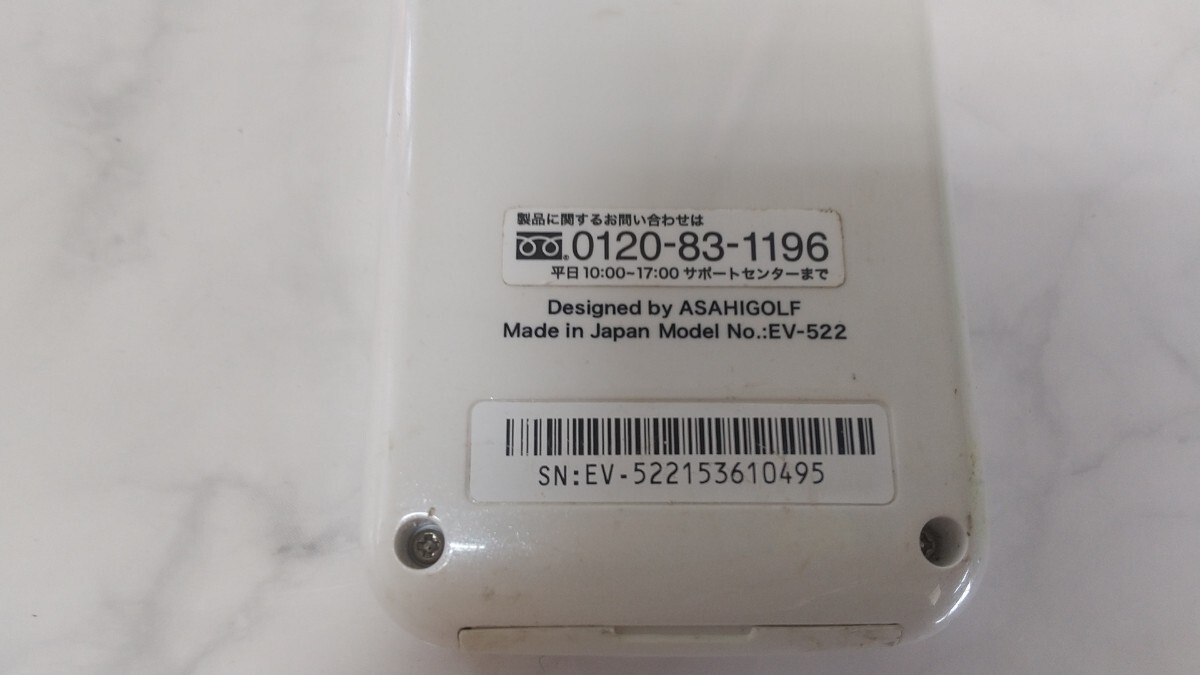 製品に関するお問い合わせは
0120-83-1196
平日10:00~17:00 サポートセンターまで
Designed by ASAHIGOLF
Made in Japan Model No.:EV-522
SN:EV-522153610495